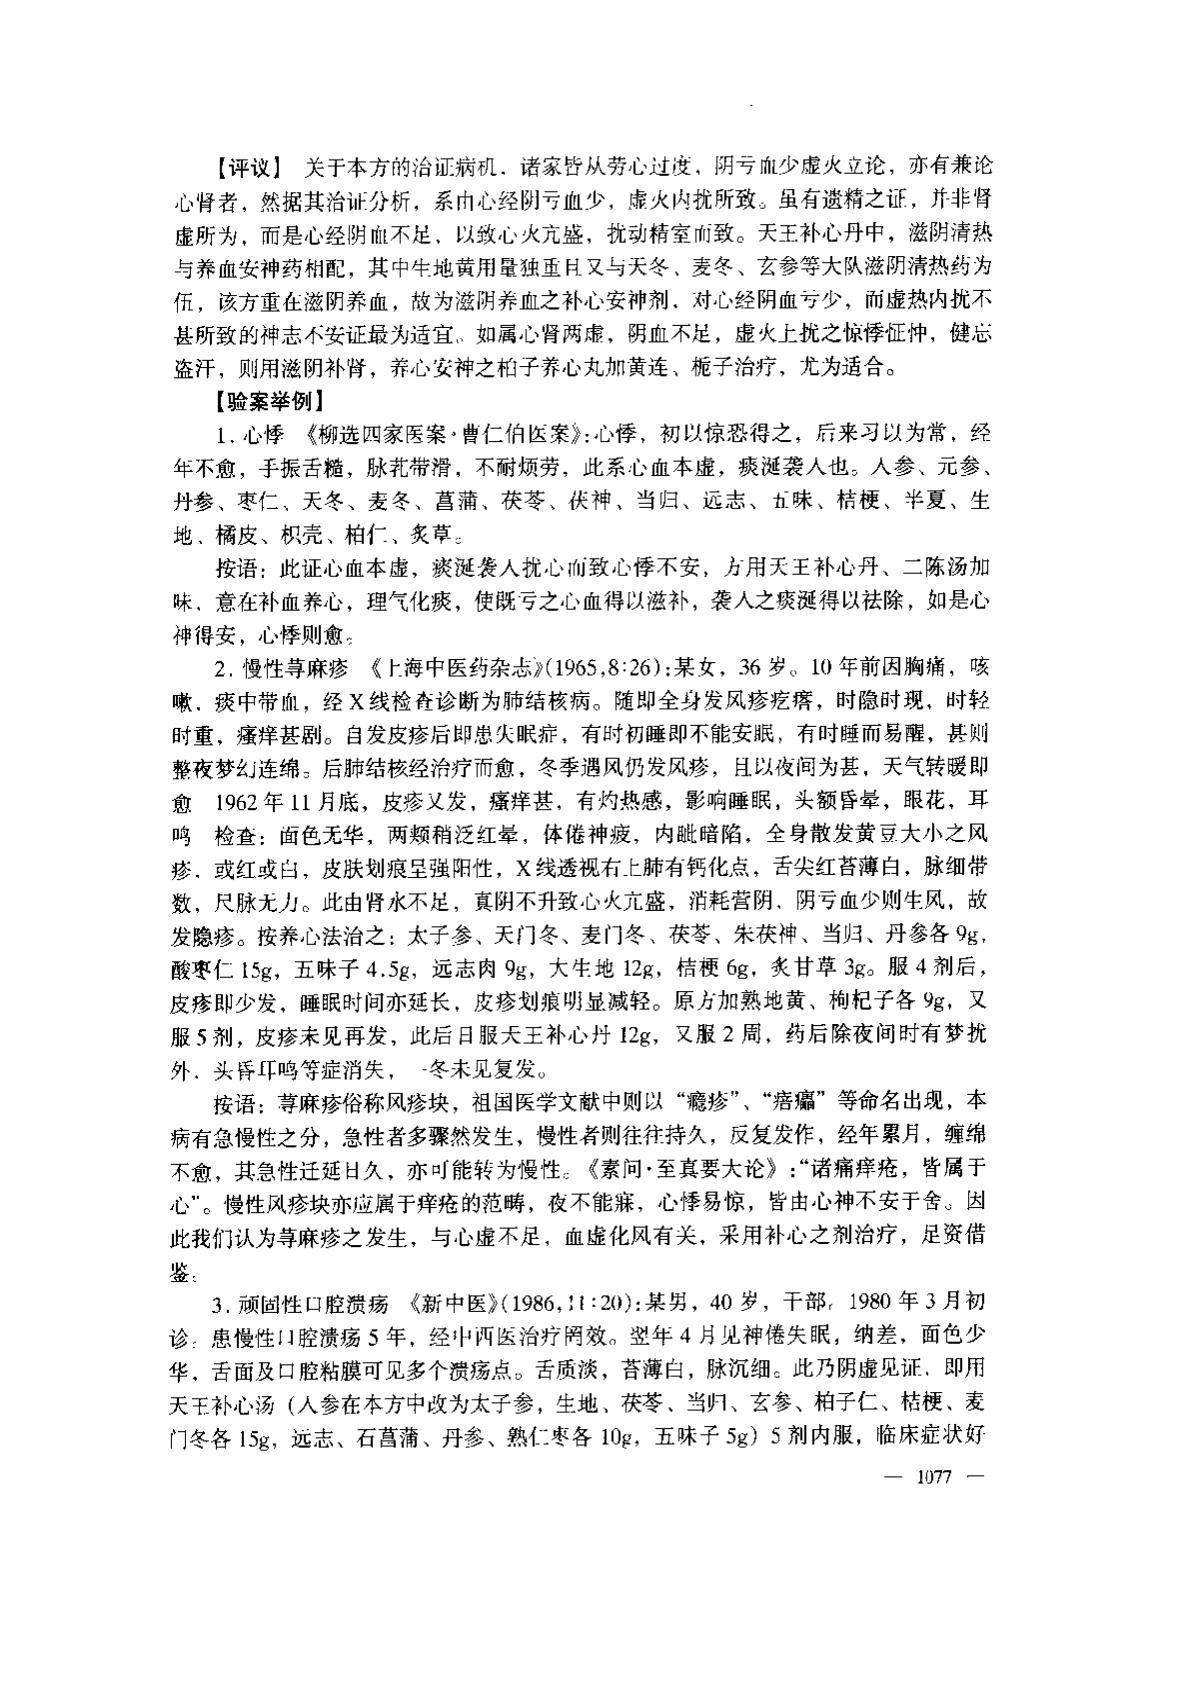 【评议】 关于本方的治证病机，诸家皆从劳心过度，阴亏血少虚火立论，亦有兼论
心肾者，然据其治证分析，系由心经阴亏血少，虚火内扰所致。虽有遗精之证，并非肾
虚所为，而是心经阴血不足，以致心火亢盛，扰动精室而致。天王补心丹中，滋阴清热
与养血安神药相配，其中生地黄用量独重且又与天冬、麦冬、玄参等大队滋阴清热药为
伍，该方重在滋阴养血，故为滋阴养血之补心安神剂，对心经阴血亏少，而虚热内扰不
甚所致的神志不安证最为适宜。如属心肾两虚，阴血不足，虚火上扰之惊悸怔忡，健忘
盗汗，则用滋阴补肾，养心安神之柏子养心丸加黄连、栀子治疗，尤为适合。
【验案举例】
1. 心悸 《柳选四家医案·曹仁伯医案》：心悸，初以惊恐得之，后来习以为常，经
年不愈，手振舌糙，脉芤带滑，不耐烦劳，此系心血本虚，痰涎袭人也。人参、元参、
丹参、枣仁、天冬、麦冬、菖蒲、茯苓、茯神、当归、远志、五味、桔梗、半夏、生
地、橘皮、枳壳、柏仁、炙草。
按语：此证心血本虚，痰涎袭人扰心而致心悸不安，方用天王补心丹、二陈汤加
味，意在补血养心，理气化痰，使既亏之心血得以滋补，袭人之痰涎得以祛除，如是心
神得安，心悸则愈。
2. 慢性荨麻疹 《上海中医药杂志》(1965,8:26)：某女，36 岁。10 年前因胸痛，咳
嗽，痰中带血，经 X 线检查诊断为肺结核病。随即全身发风疹疙瘩，时隐时现，时轻
时重，瘙痒甚剧。自发皮疹后即患失眠症，有时初睡即不能安眠，有时睡而易醒，甚则
整夜梦幻连绵。后肺结核经治疗而愈，冬季遇风仍发风疹，且以夜间为甚，天气转暖即
愈 1962 年 11 月底，皮疹又发，瘙痒甚，有灼热感，影响睡眠，头额昏晕，眼花，耳
鸣 检查：面色无华，两颊稍泛红晕，体倦神疲，内眦暗陷，全身散发黄豆大小之风
疹，或红或白，皮肤划痕呈强阳性，X 线透视右上肺有钙化点，舌尖红苔薄白，脉细带
数，尺脉无力。此由肾水不足，真阴不升致心火亢盛，消耗营阴，阴亏血少则生风，故
发隐疹。按养心法治之：太子参、天门冬、麦门冬、茯苓、朱茯神、当归、丹参各 9g，
酸枣仁 15g，五味子 4.5g，远志肉 9g，大生地 12g，桔梗 6g，炙甘草 3g。服 4 剂后，
皮疹即少发，睡眠时间亦延长，皮疹划痕明显减轻。原方加熟地黄、枸杞子各 9g，又
服 5 剂，皮疹未见再发，此后日服天王补心丹 12g，又服 2 周，药后除夜间时有梦扰
外，头昏耳鸣等症消失，一冬未见复发。
按语：荨麻疹俗称风疹块，祖国医学文献中则以“瘾疹”、“㾦㿔”等命名出现，本
病有急慢性之分，急性者多骤然发生，慢性者则往往持久，反复发作，经年累月，缠绵
不愈，其急性迁延日久，亦可能转为慢性。《素问·至真要大论》：“诸痛痒疮，皆属于
心”。慢性风疹块亦应属于痒疮的范畴，夜不能寐，心悸易惊，皆由心神不安于舍。因
此我们认为荨麻疹之发生，与心虚不足，血虚化风有关，采用补心之剂治疗，足资借
鉴。
3. 顽固性口腔溃疡 《新中医》(1986,11:20)：某男，40 岁，干部，1980 年 3 月初
诊，患慢性口腔溃疡 5 年，经中西医治疗罔效。翌年 4 月见神倦失眠，纳差，面色少
华，舌面及口腔粘膜可见多个溃疡点。舌质淡，苔薄白，脉沉细。此乃阴虚见证，即用
天王补心汤（人参在本方中改为太子参，生地、茯苓、当归、玄参、柏子仁、桔梗、麦
门冬各 15g，远志、石菖蒲、丹参、熟仁枣各 10g，五味子 5g）5 剂内服，临床症状好
— 1077 —